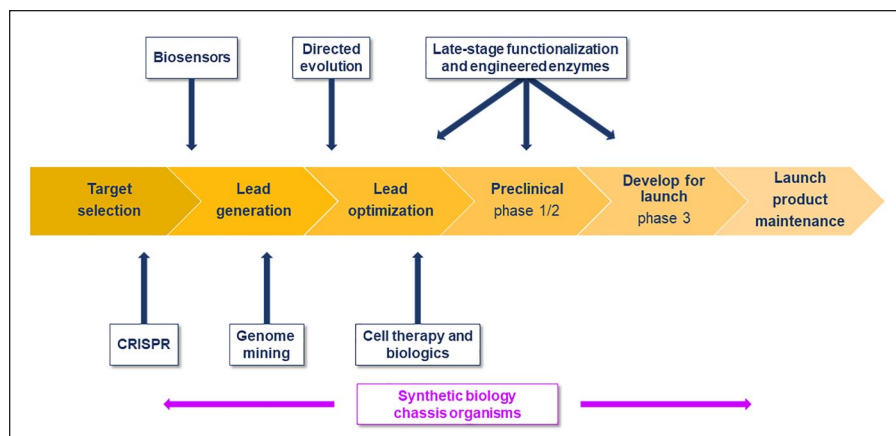 Biosensors
Directed
evolution
Late-stage functionalization
and engineered enzymes
Target
selection
Lead
generation
Lead
optimization
Preclinical
phase 1/2
Develop for
launch
phase 3
Launch
product
maintenance
CRISPR
Genome
mining
Cell therapy and
biologics
Synthetic biology
chassis organisms